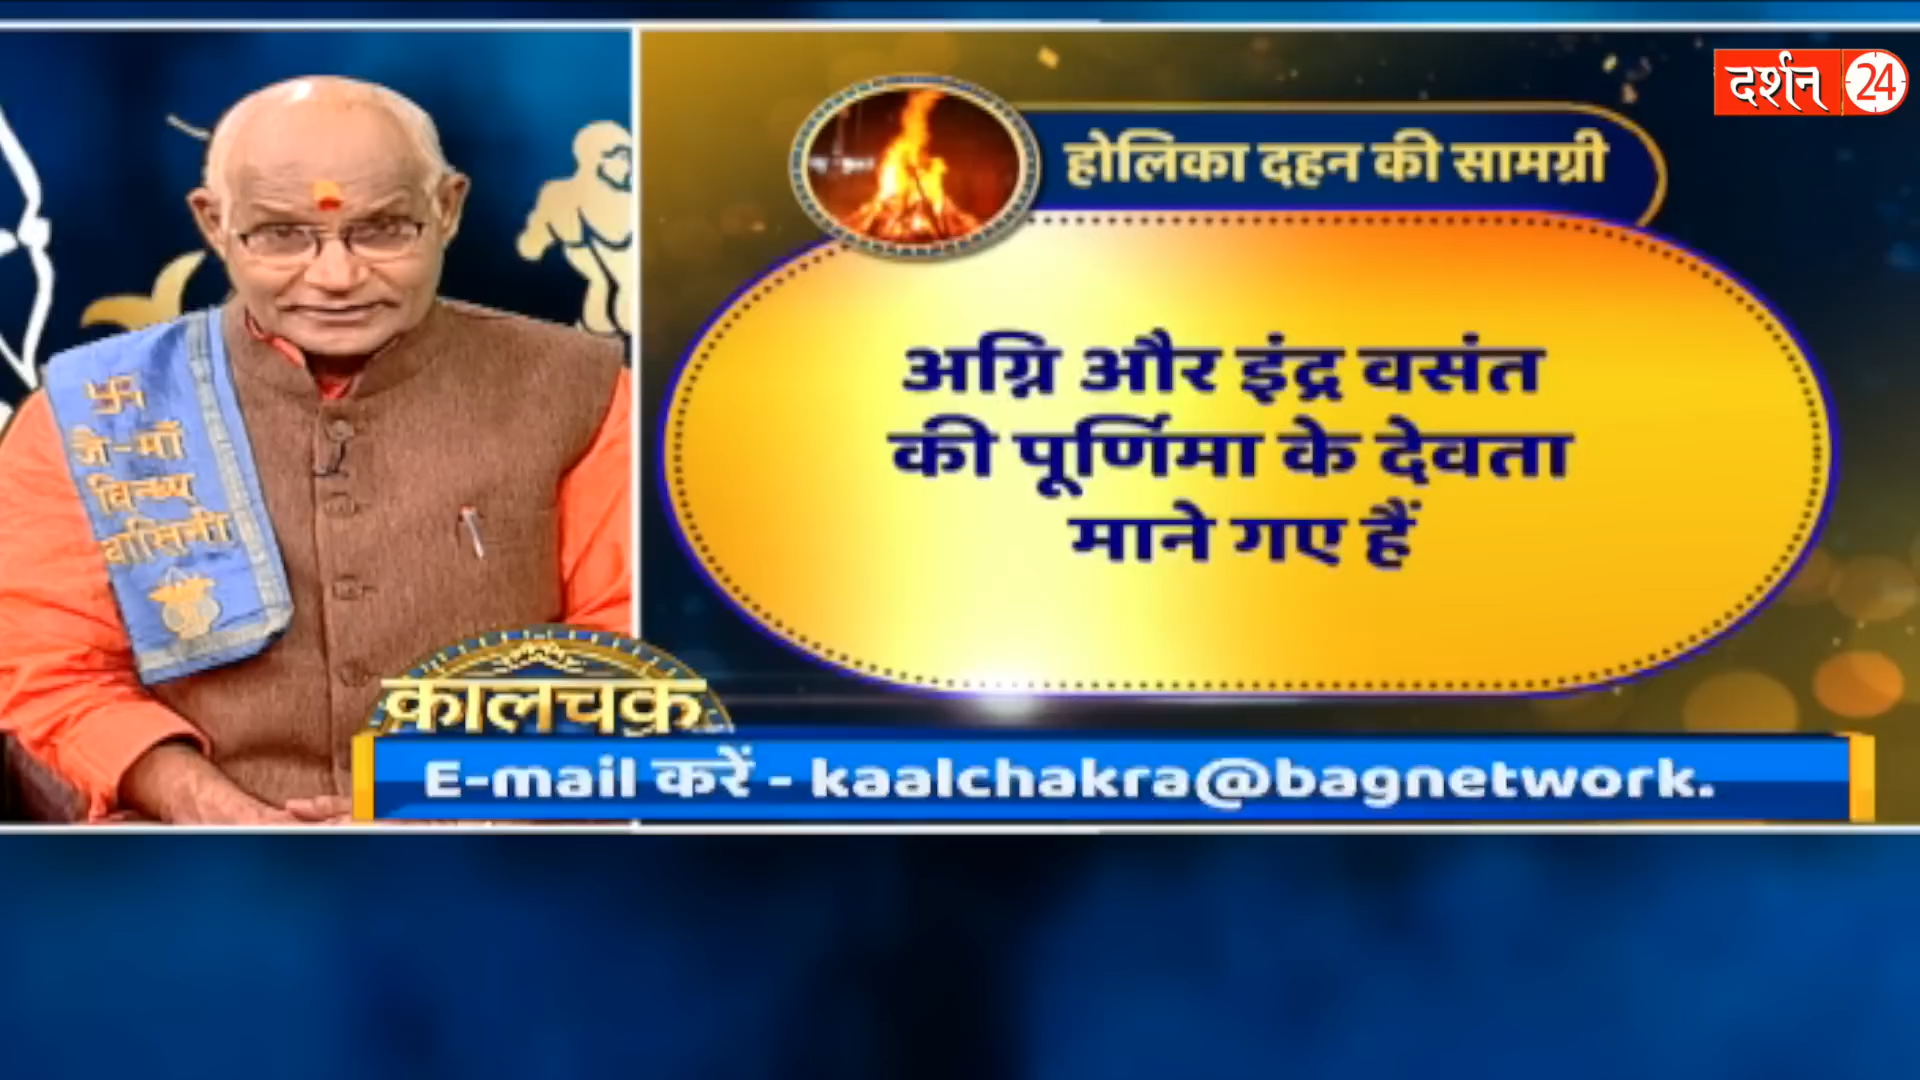 दर्शन 24
होलिका दहन की सामग्री
अग्नि और इंद्र वसंत
की पूर्णिमा के देवता
माने गए हैं
जै-माँ
विन्ध्य
वासिनी
कालचक्र
E-mail करें - kaalchakra@bagnetwork.